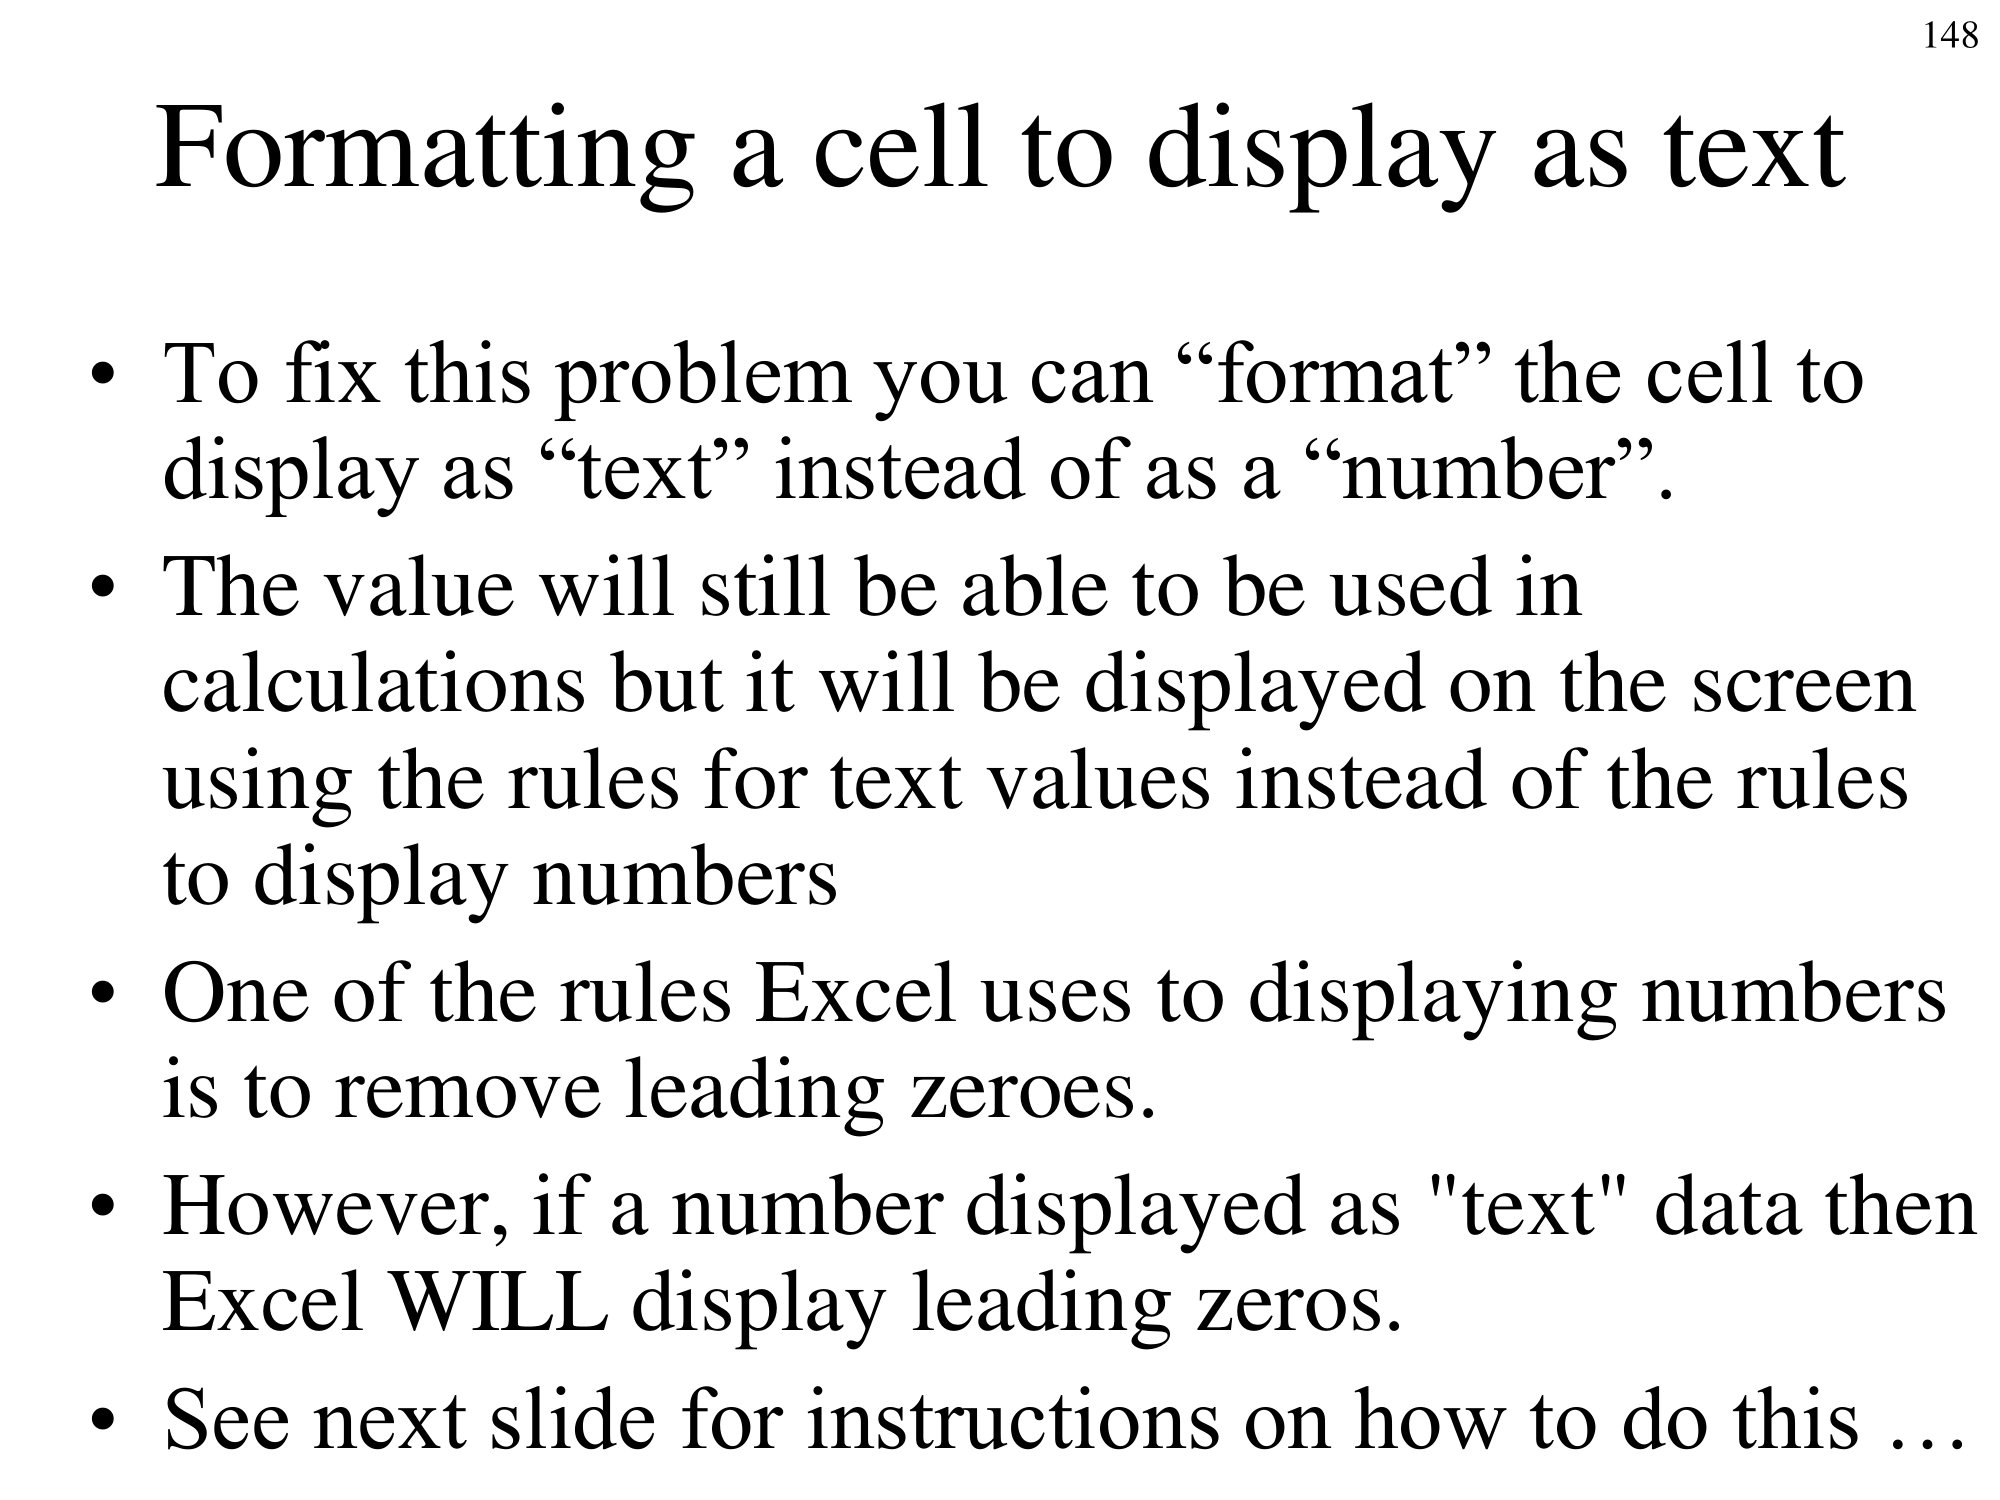 148
Formatting a cell to display as text
• To fix this problem you can “format” the cell to
display as “text” instead of as a “number”.
• The value will still be able to be used in
calculations but it will be displayed on the screen
using the rules for text values instead of the rules
to display numbers
• One of the rules Excel uses to displaying numbers
is to remove leading zeroes.
• However, if a number displayed as "text" data then
Excel WILL display leading zeros.
• See next slide for instructions on how to do this …